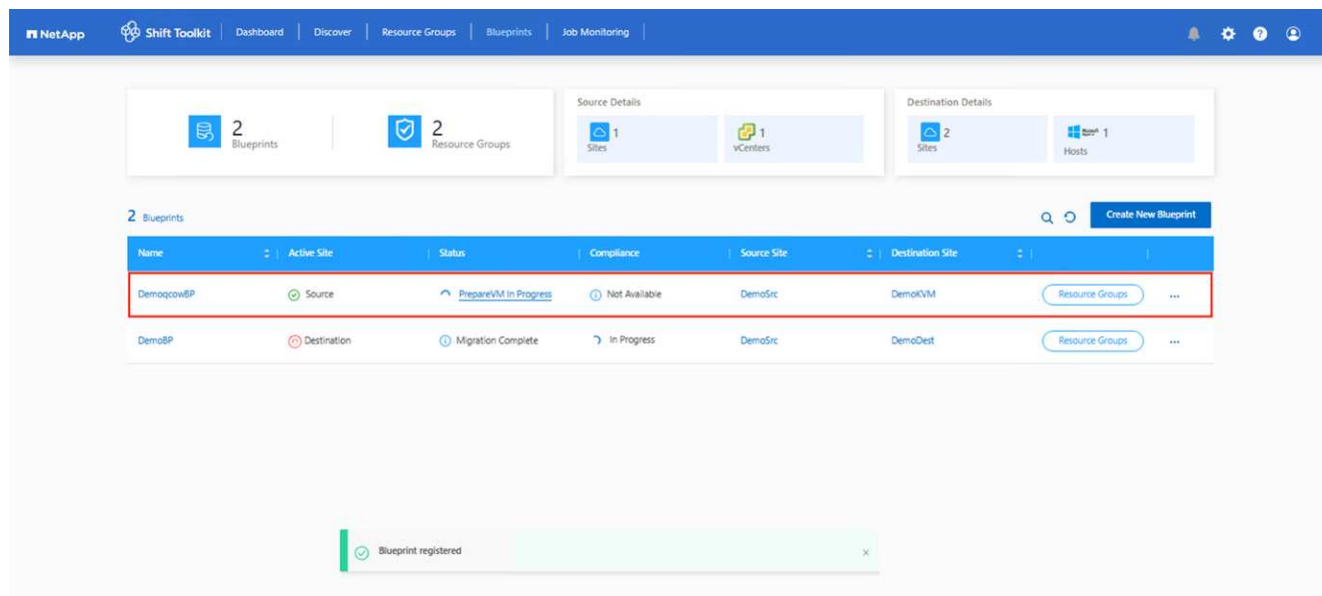 NetApp Shift Toolkit Dashboard Discover Resource Groups Blueprints Job Monitoring
2
Blueprints
2
Resource Groups
Source Details
1
Sites
1
vCenters
Destination Details
2
Sites
1
Hosts
2 Blueprints
Create New Blueprint
Name Active Site Status Compliance Source Site Destination Site
DemoqcowBP Source PrepareVM In Progress Not Available DemoSrc DemoKVM Resource Groups ...
DemoBP Destination Migration Complete In Progress DemoSrc DemoDest Resource Groups ...
Blueprint registered